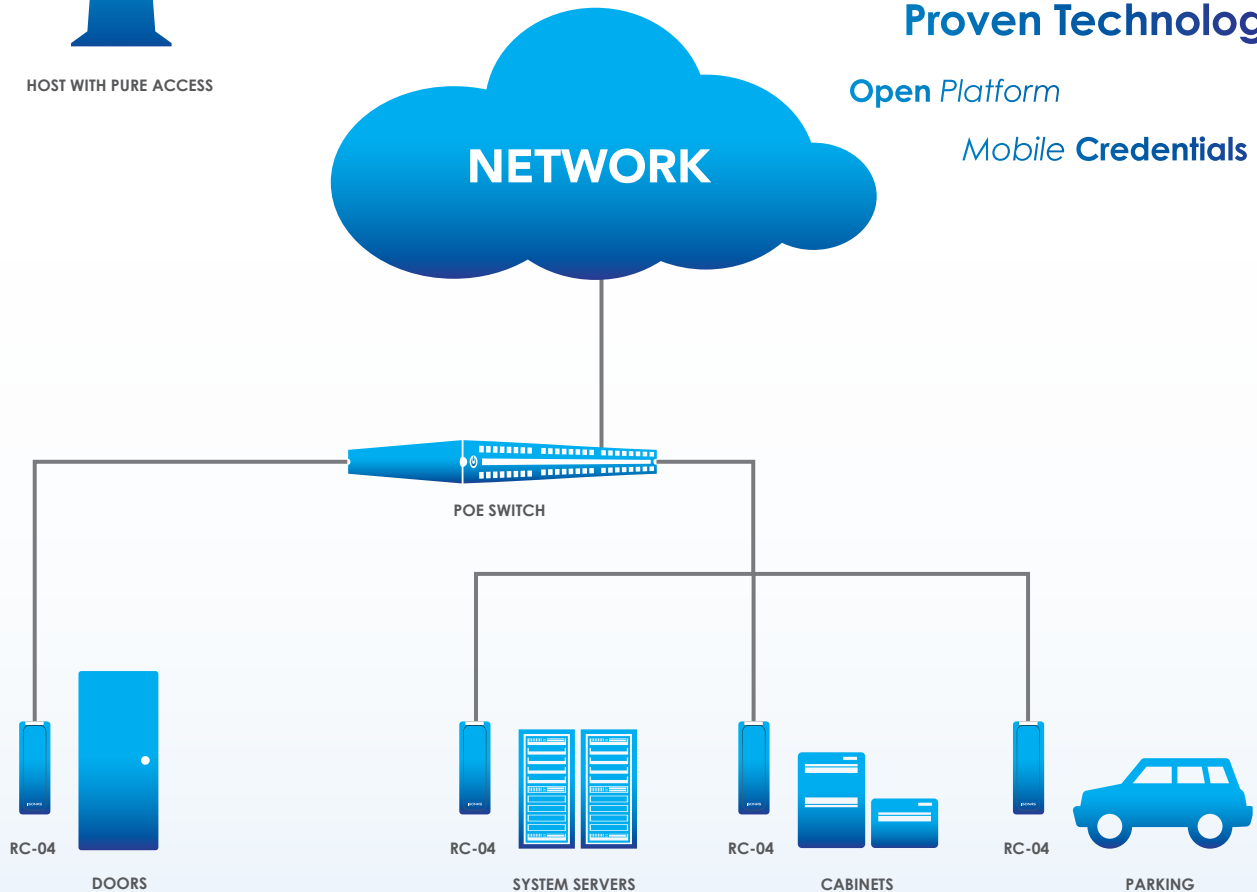 Proven Technolog
HOST WITH PURE ACCESS
Open Platform
Mobile Credentials
NETWORK
POE SWITCH
RC-04
RC-04
RC-04
RC-04
DOORS
SYSTEM SERVERS
CABINETS
PARKING